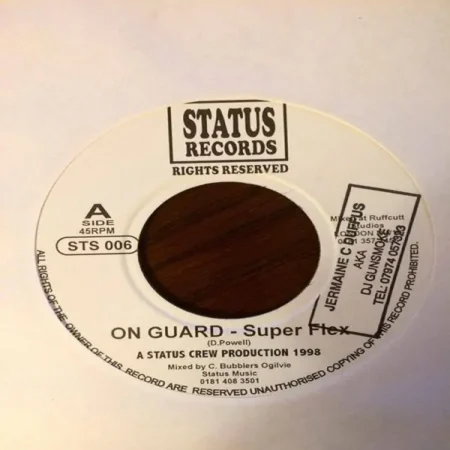 STATUS
RECORDS
RIGHTS RESERVED
A
SIDE
45RPM
STS 006
Mixed at Ruffcutt
Studios
LONDON
JERMAINE C DUFFUS
AKA
DJ GUNSMOKE
TEL: 07974 057023
ON GUARD - Super Flex
(D.Powell)
A STATUS CREW PRODUCTION 1998
Mixed by C. Bubblers Ogilvie
Status Music
0181 408 3501
ALL RIGHTS OF THE OWNER OF THIS RECORD ARE RESERVED UNAUTHORISED COPYING OF THIS RECORD PROHIBITED.